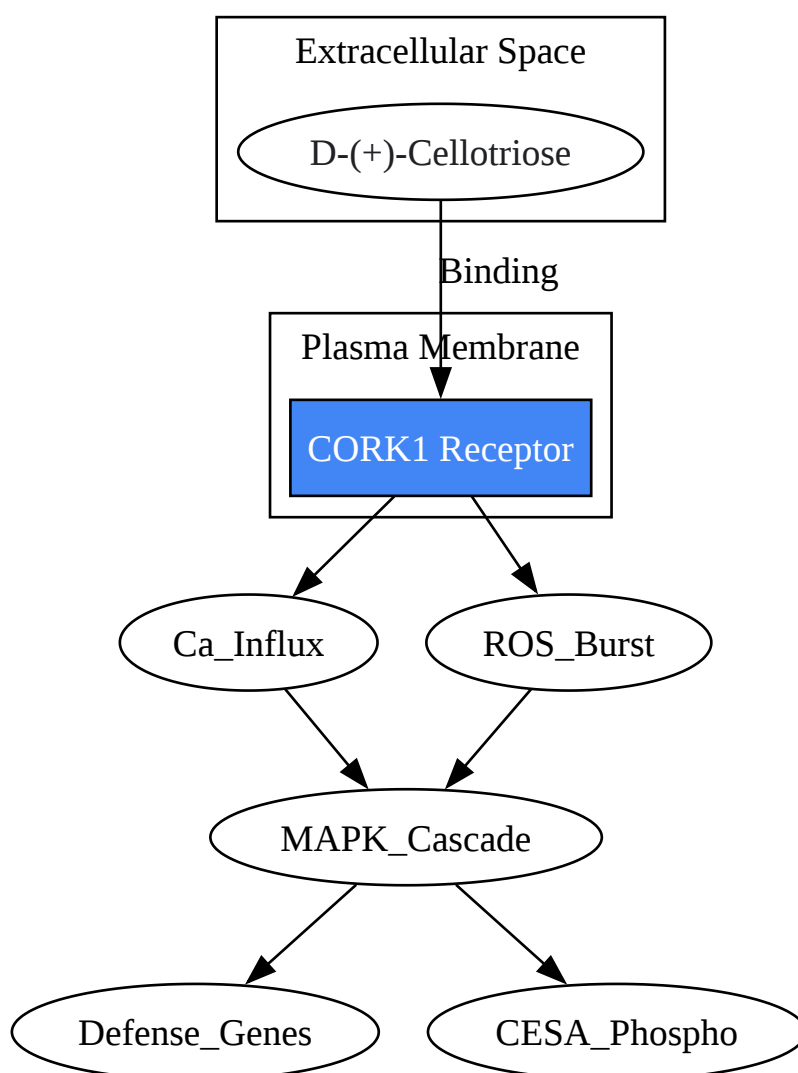 Extracellular Space
D-(+)-Cellotriose
Binding
Plasma Membrane
CORK1 Receptor
Ca_Influx
ROS_Burst
MAPK_Cascade
Defense_Genes
CESA_Phospho